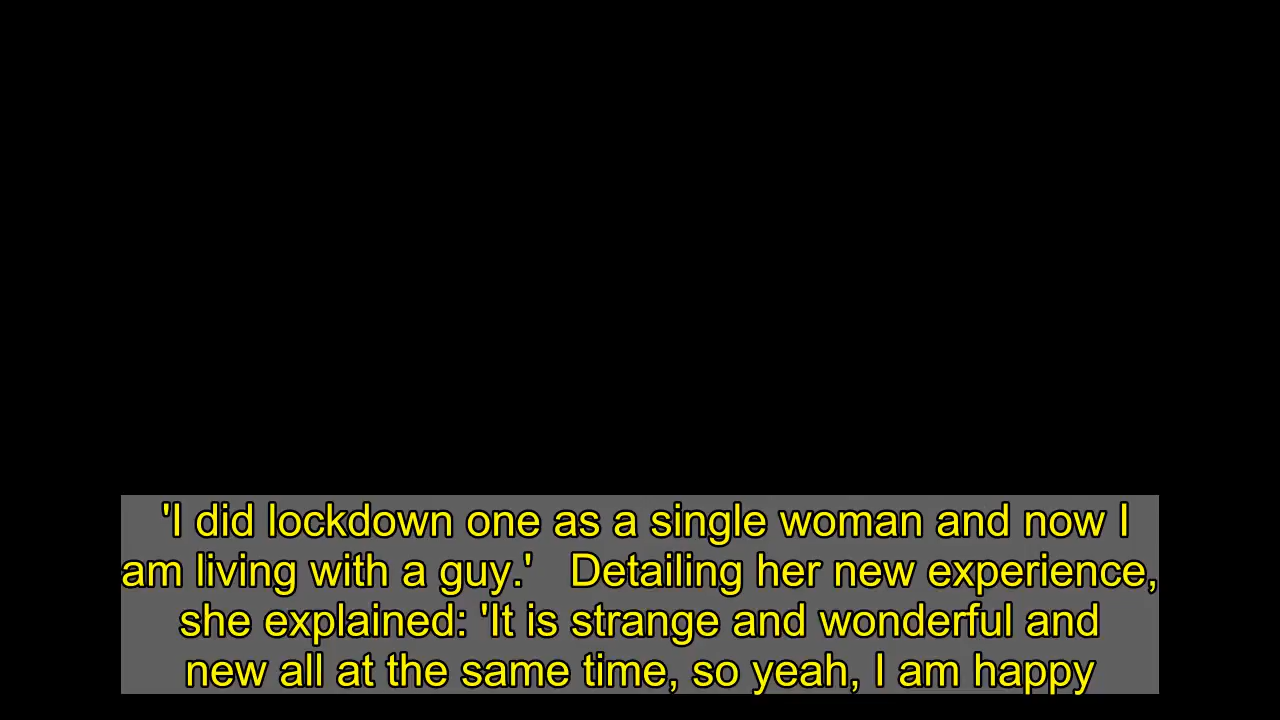 'I did lockdown one as a single woman and now I
am living with a guy.'   Detailing her new experience,
she explained: 'It is strange and wonderful and
new all at the same time, so yeah, I am happy